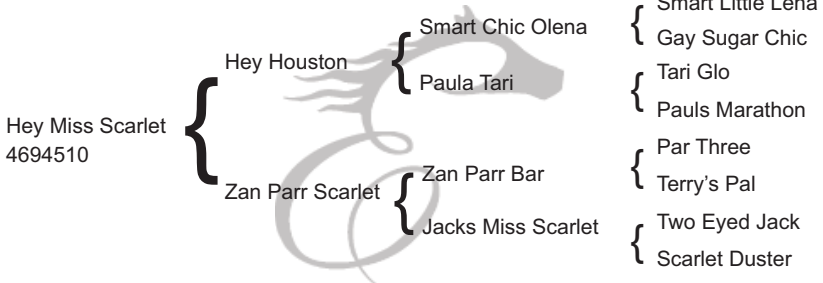 Smart Little Lena
Smart Chic Olena
Gay Sugar Chic
Hey Houston
Tari Glo
Paula Tari
Pauls Marathon
Hey Miss Scarlet
4694510
Par Three
Zan Parr Bar
Terry’s Pal
Zan Parr Scarlet
Two Eyed Jack
Jacks Miss Scarlet
Scarlet Duster